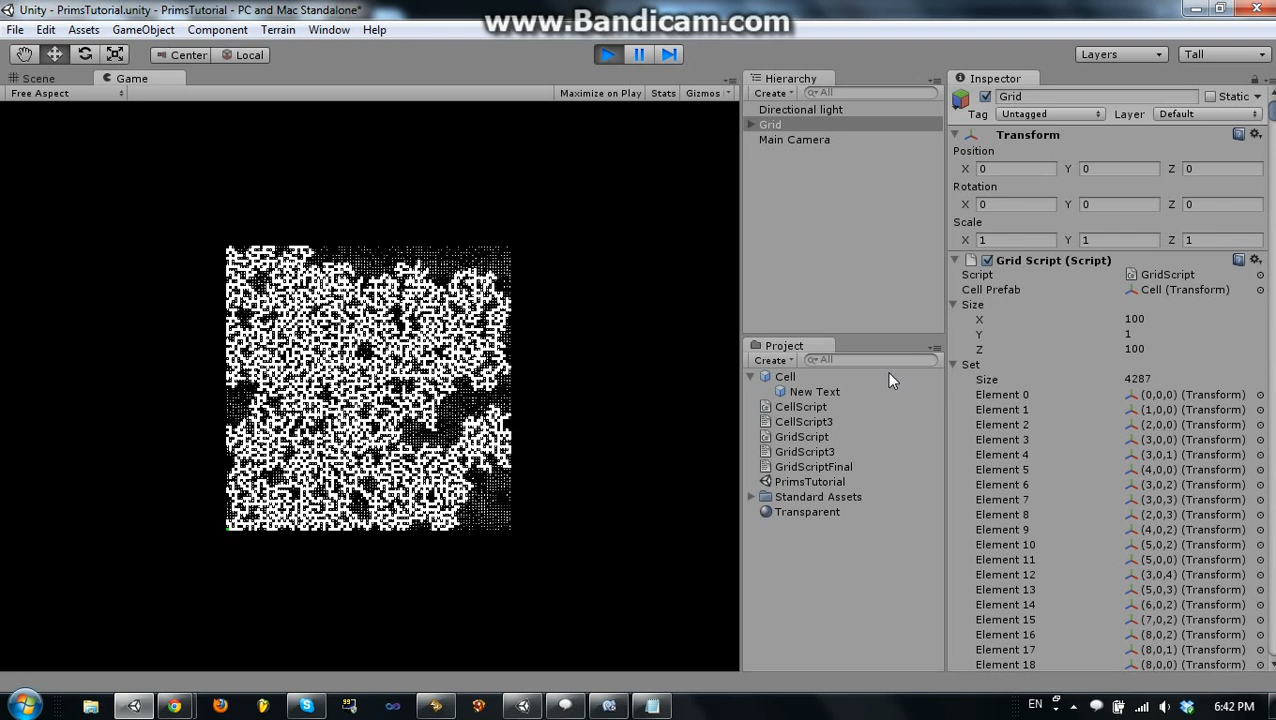 Unity - PrimsTutorial.unity - PrimsTutorial - PC and Mac Standalone*
www.Bandicam.com
File Edit Assets GameObject Component Terrain Window Help
Center Local Layers Tall
Scene Game
Free Aspect Maximize on Play Stats Gizmos
Hierarchy
Create All
Directional light
Grid
Main Camera
Project
Create All
Cell
New Text
CellScript
CellScript3
GridScript
GridScript3
GridScriptFinal
PrimsTutorial
Standard Assets
Transparent
Inspector
Grid Static
Tag Untagged Layer Default
Transform
Position
X 0 Y 0 Z 0
Rotation
X 0 Y 0 Z 0
Scale
X 1 Y 1 Z 1
Grid Script (Script)
Script GridScript
Cell Prefab Cell (Transform)
Size
X 100
Y 1
Z 100
Set
Size 4287
Element 0 (0,0,0) (Transform)
Element 1 (1,0,0) (Transform)
Element 2 (2,0,0) (Transform)
Element 3 (3,0,0) (Transform)
Element 4 (3,0,1) (Transform)
Element 5 (4,0,0) (Transform)
Element 6 (3,0,2) (Transform)
Element 7 (3,0,3) (Transform)
Element 8 (2,0,3) (Transform)
Element 9 (4,0,2) (Transform)
Element 10 (5,0,2) (Transform)
Element 11 (5,0,0) (Transform)
Element 12 (3,0,4) (Transform)
Element 13 (5,0,3) (Transform)
Element 14 (6,0,2) (Transform)
Element 15 (7,0,2) (Transform)
Element 16 (8,0,2) (Transform)
Element 17 (8,0,1) (Transform)
Element 18 (8,0,0) (Transform)
EN 6:42 PM